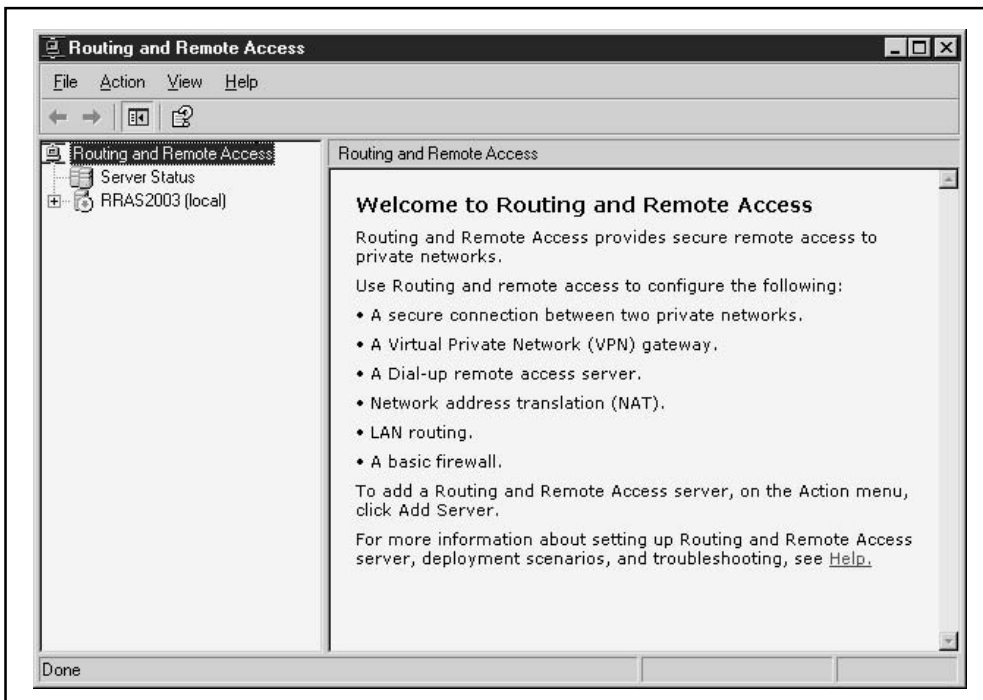 Routing and Remote Access
File Action View Help
Routing and Remote Access
Server Status
RRAS2003 (local)
Routing and Remote Access
Welcome to Routing and Remote Access
Routing and Remote Access provides secure remote access to
private networks.
Use Routing and remote access to configure the following:
• A secure connection between two private networks.
• A Virtual Private Network (VPN) gateway.
• A Dial-up remote access server.
• Network address translation (NAT).
• LAN routing.
• A basic firewall.
To add a Routing and Remote Access server, on the Action menu,
click Add Server.
For more information about setting up Routing and Remote Access
server, deployment scenarios, and troubleshooting, see Help.
Done